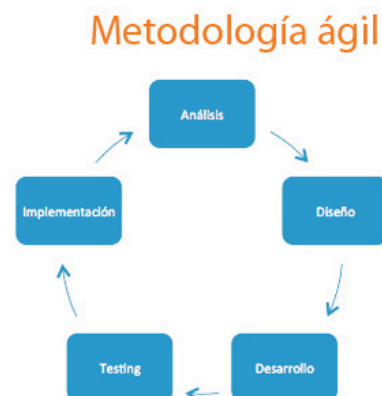 Metodología ágil
Análisis
Diseño
Desarrollo
Testing
Implementación